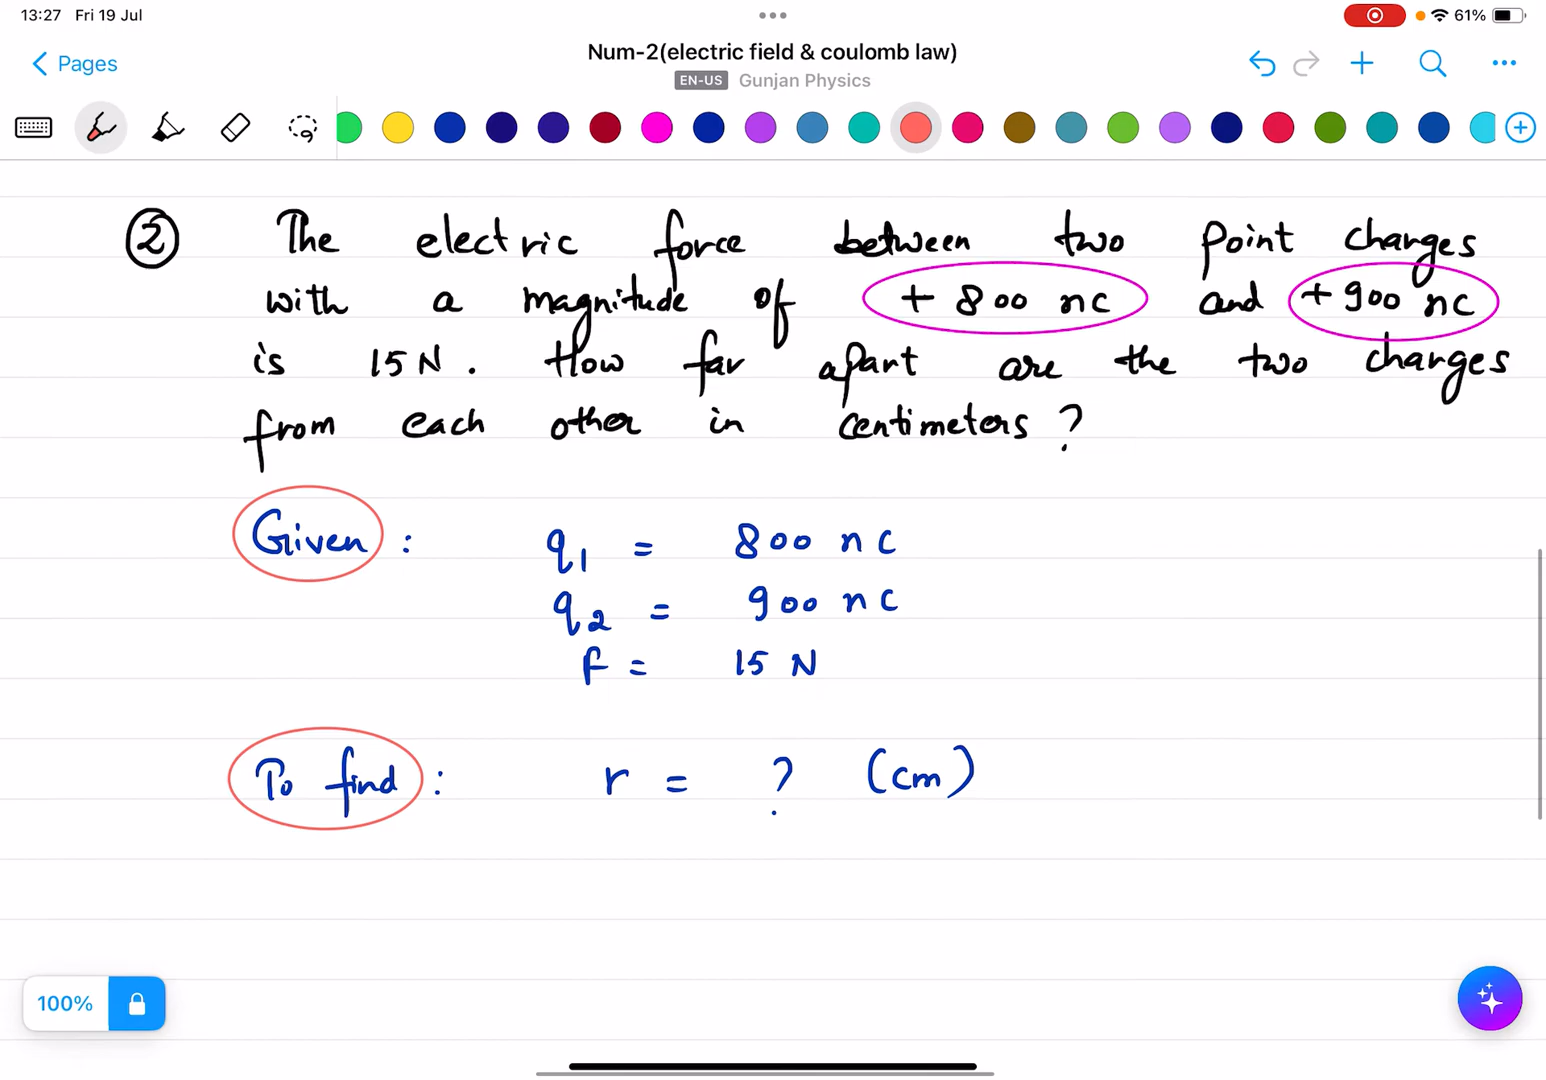 13:27 Fri 19 Jul
61%
Pages
Num-2(electric field & coulomb law)
EN-US Gunjan Physics
② The electric force between two point charges
with a magnitude of + 800 nc and + 900 nc
is 15 N. How far apart are the two charges
from each other in centimeters ?
Given : q1 = 800 nc
q2 = 900 nc
F = 15 N
To find : r = ? (cm)
100%